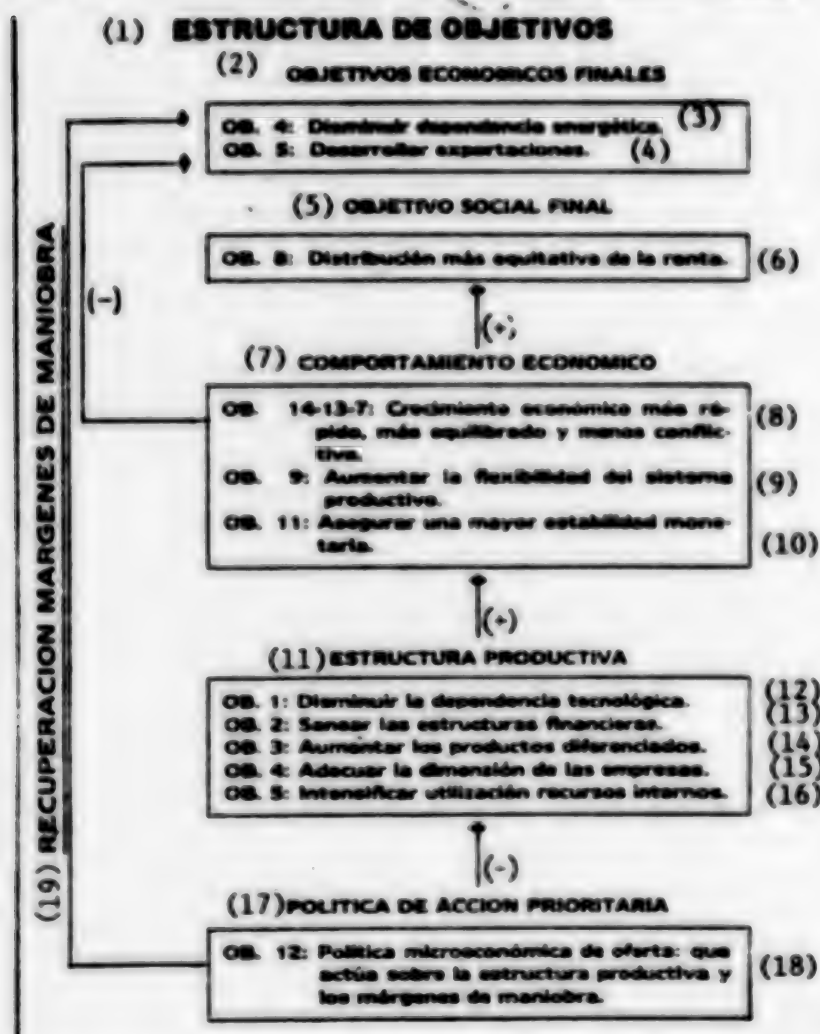 (1) ESTRUCTURA DE OBJETIVOS
(2) OBJETIVOS ECONOMICOS FINALES
OB. 4: Disminuir dependencia energética. (3)
OB. 5: Desarrollar exportaciones. (4)
(5) OBJETIVO SOCIAL FINAL
OB. 8: Distribución más equitativa de la renta. (6)
(-)
(+)
(7) COMPORTAMIENTO ECONOMICO
OB. 14-13-7: Crecimiento económico más rá- (8)
pido, más equilibrado y menos conflic-
tivo.
OB. 9: Aumentar la flexibilidad del sistema (9)
productivo.
OB. 11: Asegurar una mayor estabilidad mone-
taria. (10)
(+)
(11) ESTRUCTURA PRODUCTIVA
OB. 1: Disminuir la dependencia tecnológica. (12)
OB. 2: Sanear las estructuras financieras. (13)
OB. 3: Aumentar los productos diferenciados. (14)
OB. 4: Adecuar la dimensión de las empresas. (15)
OB. 5: Intensificar utilización recursos internos. (16)
(-)
(17) POLITICA DE ACCION PRIORITARIA
OB. 12: Política microeconómica de oferta: que
actúa sobre la estructura productiva y (18)
los márgenes de maniobra.
(19) RECUPERACION MARGENES DE MANIOBRA